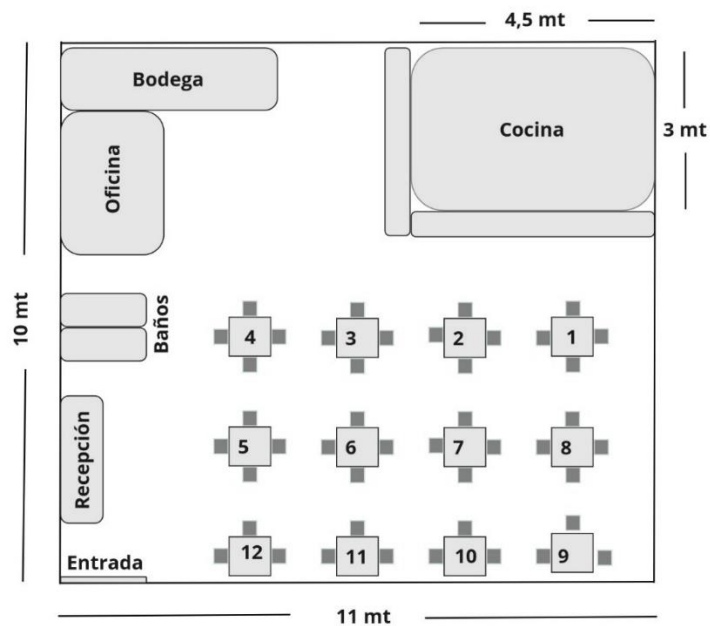 4,5 mt
Bodega
Cocina
3 mt
Oficina
10 mt
Baños
4
3
2
1
Recepción
5
6
7
8
Entrada
12
11
10
9
11 mt